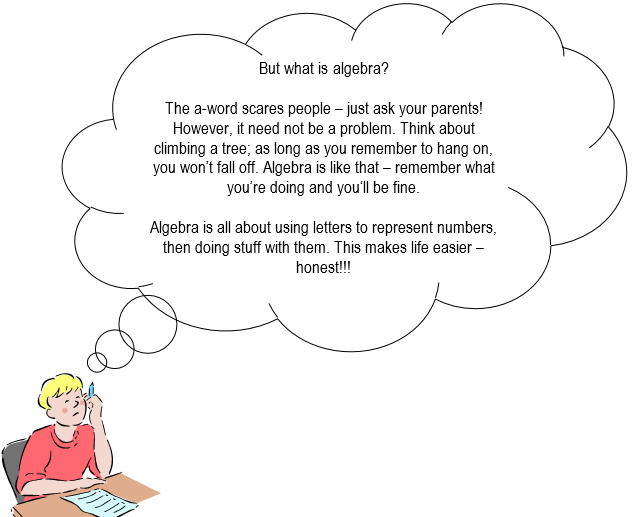 But what is algebra?
The a-word scares people – just ask your parents!
However, it need not be a problem. Think about
climbing a tree; as long as you remember to hang on,
you won’t fall off. Algebra is like that – remember what
you’re doing and you‘ll be fine.
Algebra is all about using letters to represent numbers,
then doing stuff with them. This makes life easier –
honest!!!